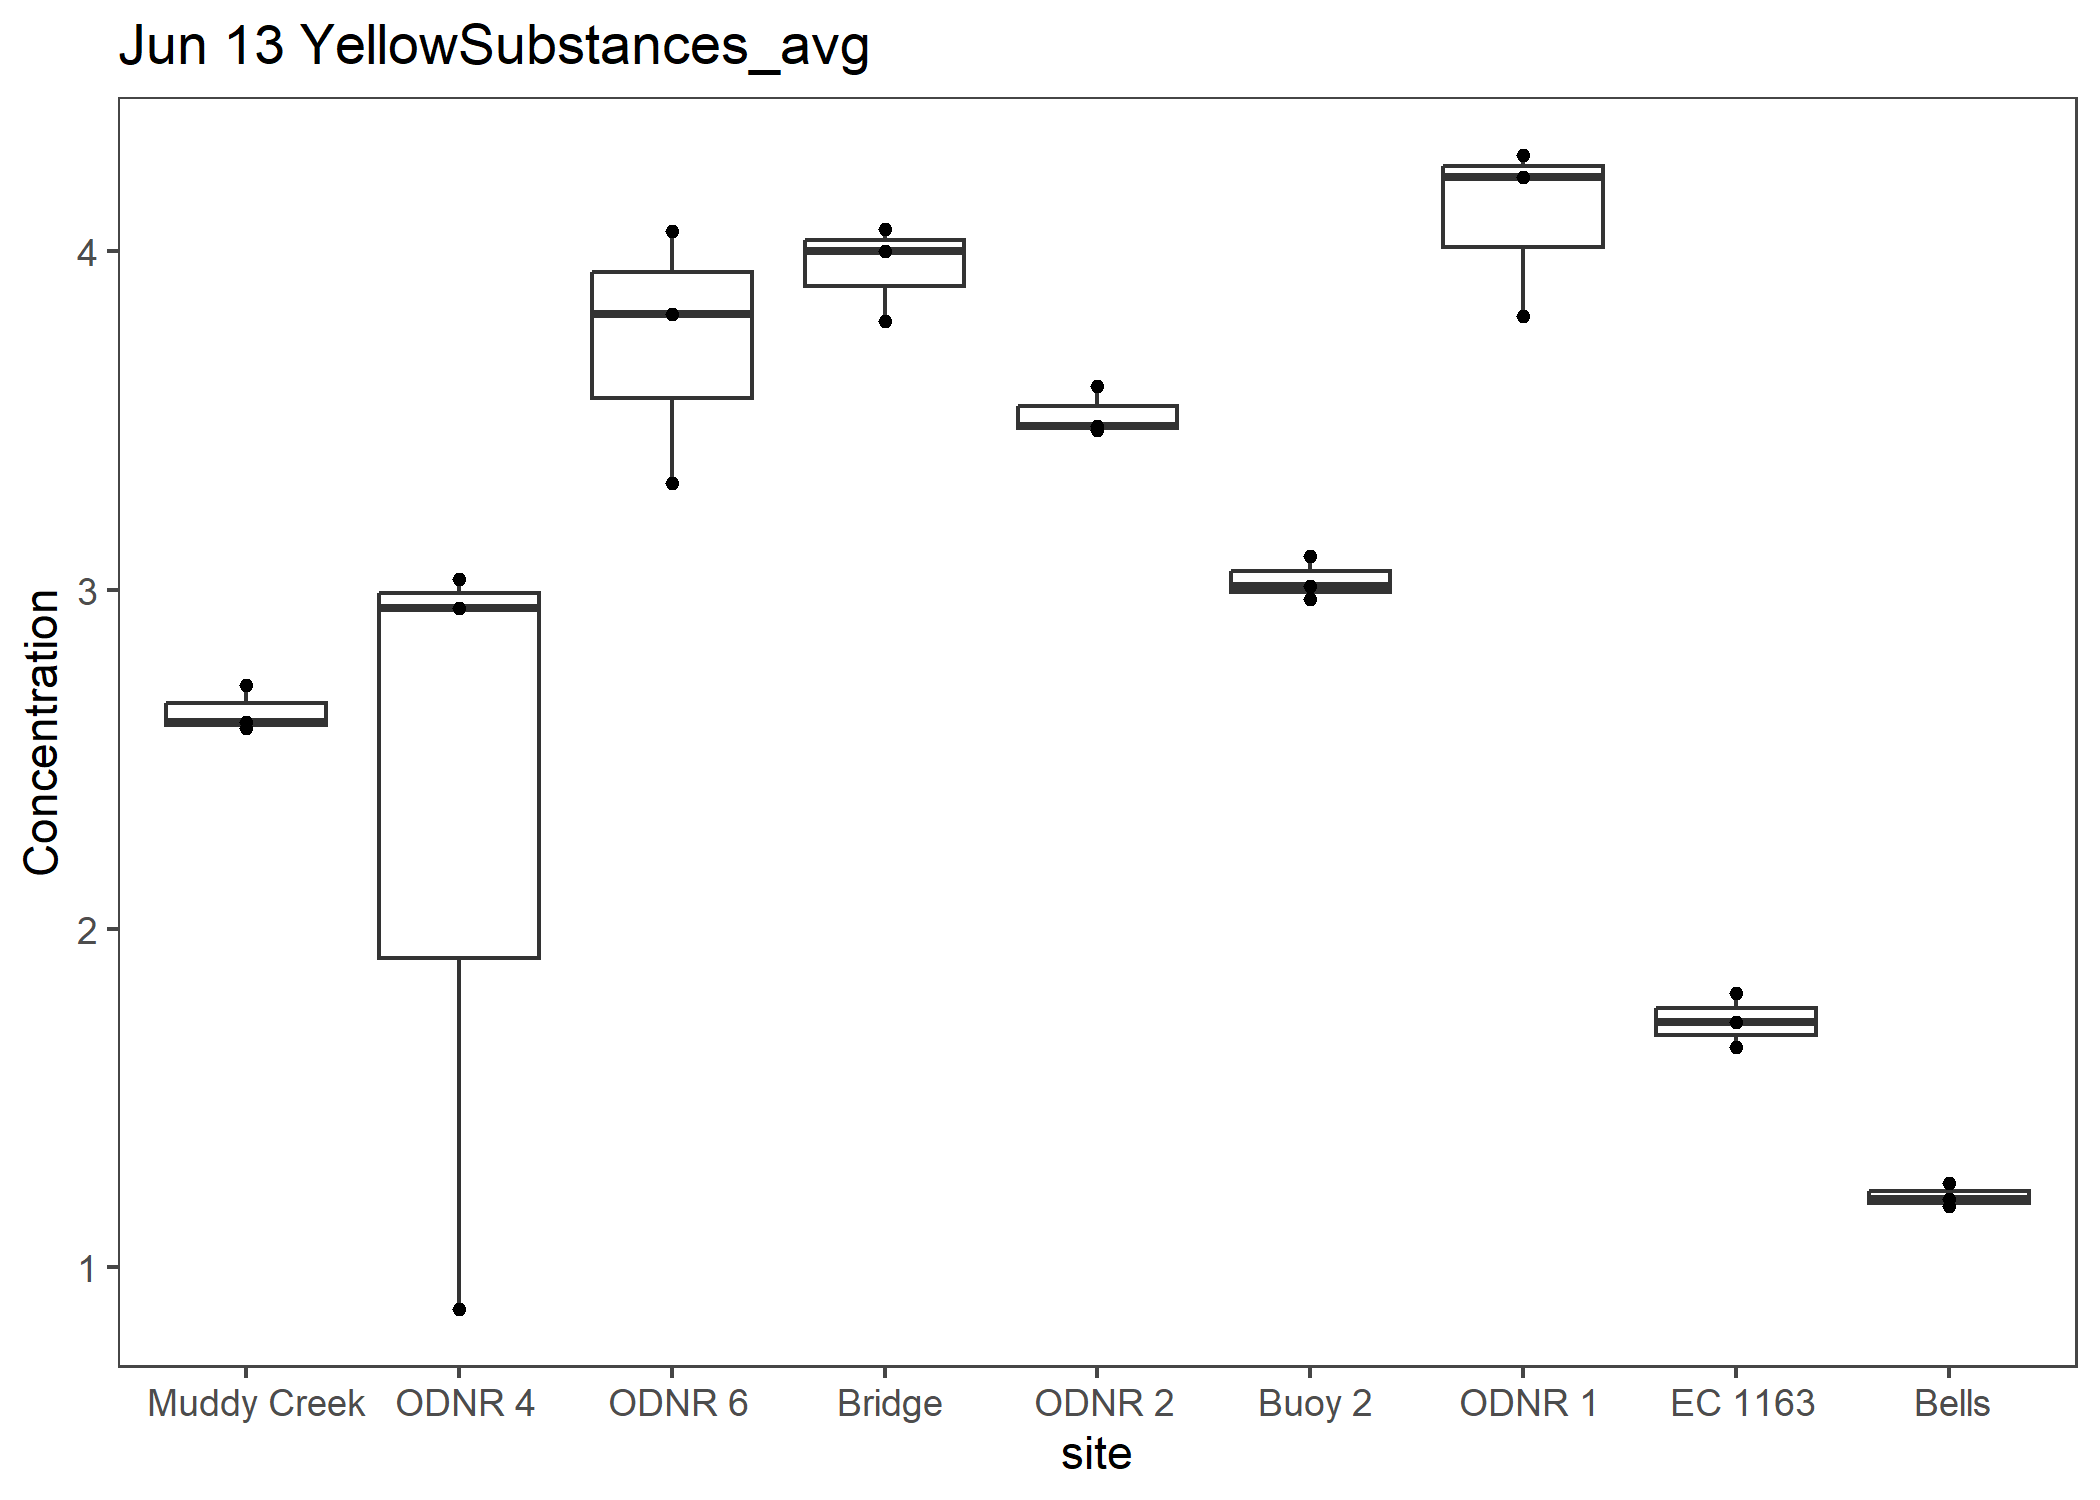 Jun 13 YellowSubstances_avg
Concentration
4
3
2
1
Muddy Creek ODNR 4 ODNR 6 Bridge ODNR 2 Buoy 2 ODNR 1 EC 1163 Bells
site